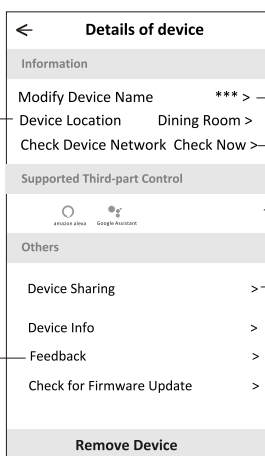 ← Details of device
Information
Modify Device Name *** >
Device Location Dining Room >
Check Device Network Check Now >
Supported Third-part Control
amazon alexa Google Assistant
Others
Device Sharing >
Device Info >
Feedback >
Check for Firmware Update >
Remove Device